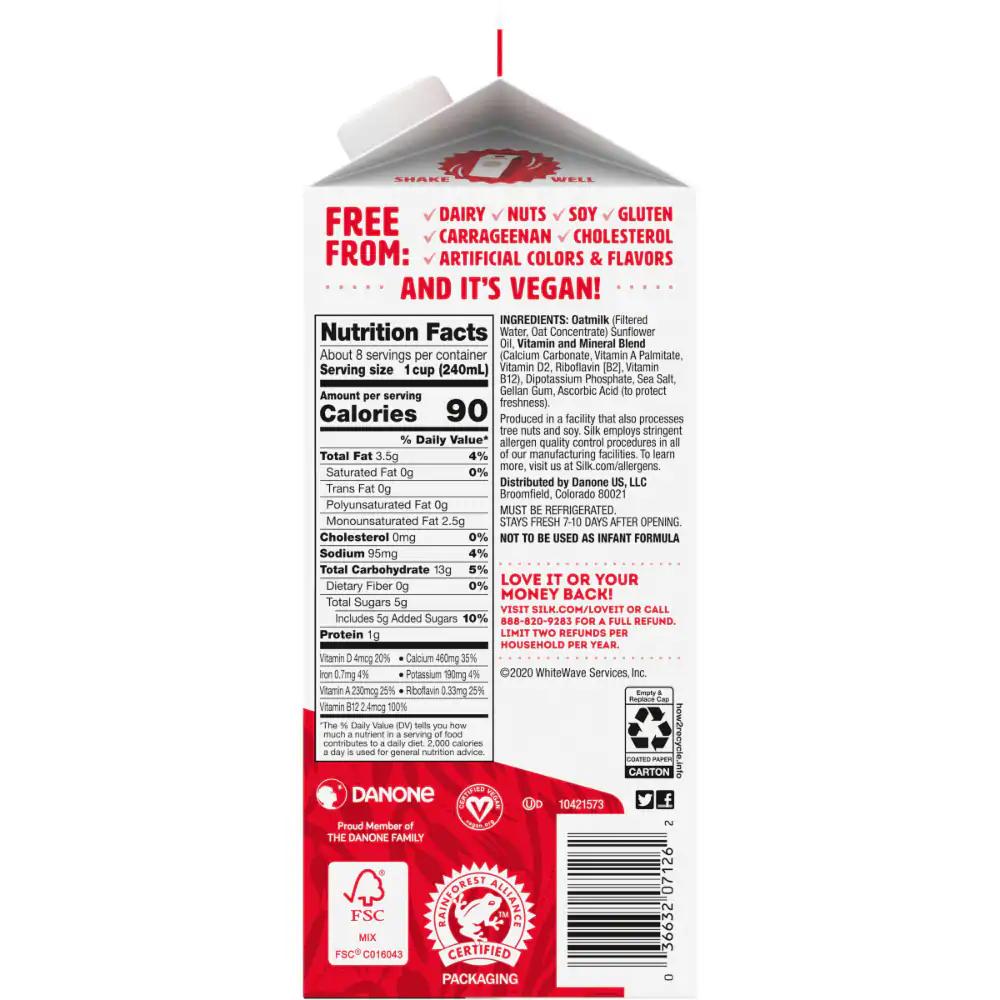 SHAKE WELL
FREE FROM:
DAIRY NUTS SOY GLUTEN
CARRAGEENAN CHOLESTEROL
ARTIFICIAL COLORS & FLAVORS
AND IT'S VEGAN!
Nutrition Facts
About 8 servings per container
Serving size 1 cup (240mL)
Amount per serving
Calories 90
% Daily Value*
Total Fat 3.5g 4%
Saturated Fat 0g 0%
Trans Fat 0g
Polyunsaturated Fat 0g
Monounsaturated Fat 2.5g
Cholesterol 0mg 0%
Sodium 95mg 4%
Total Carbohydrate 13g 5%
Dietary Fiber 0g 0%
Total Sugars 5g
Includes 5g Added Sugars 10%
Protein 1g
Vitamin D 4mcg 20% • Calcium 460mg 35%
Iron 0.7mg 4% • Potassium 190mg 4%
Vitamin A 230mcg 25% • Riboflavin 0.33mg 25%
Vitamin B12 2.4mcg 100%
*The % Daily Value (DV) tells you how
much a nutrient in a serving of food
contributes to a daily diet. 2,000 calories
a day is used for general nutrition advice.
INGREDIENTS: Oatmilk (Filtered
Water, Oat Concentrate) Sunflower
Oil, Vitamin and Mineral Blend
(Calcium Carbonate, Vitamin A Palmitate,
Vitamin D2, Riboflavin [B2], Vitamin
B12), Dipotassium Phosphate, Sea Salt,
Gellan Gum, Ascorbic Acid (to protect
freshness).
Produced in a facility that also processes
tree nuts and soy. Silk employs stringent
allergen quality control procedures in all
of our manufacturing facilities. To learn
more, visit us at Silk.com/allergens.
Distributed by Danone US, LLC
Broomfield, Colorado 80021
MUST BE REFRIGERATED.
STAYS FRESH 7-10 DAYS AFTER OPENING.
NOT TO BE USED AS INFANT FORMULA
LOVE IT OR YOUR
MONEY BACK!
VISIT SILK.COM/LOVEIT OR CALL
888-820-9283 FOR A FULL REFUND.
LIMIT TWO REFUNDS PER
HOUSEHOLD PER YEAR.
©2020 WhiteWave Services, Inc.
Empty &
Replace Cap
COATED PAPER
CARTON
how2recycle.info
DANONE
Proud Member of
THE DANONE FAMILY
CERTIFIED VEGAN
vegan.org
UD
10421573
FSC®
MIX
FSC® C016043
RAINFOREST ALLIANCE
TM
CERTIFIED
PACKAGING
0 36632 07126 2